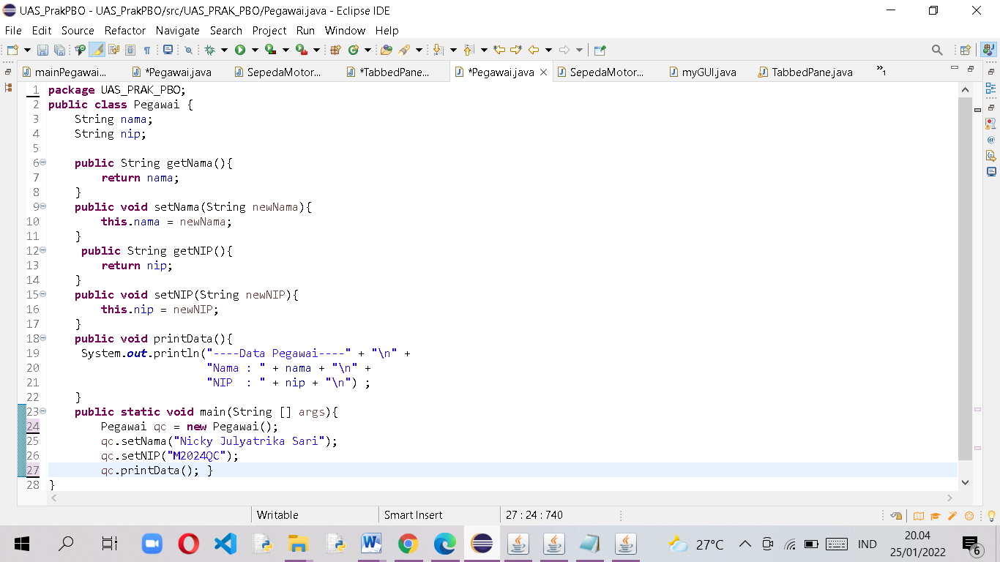 UAS_PrakPBO - UAS_PrakPBO/src/UAS_PRAK_PBO/Pegawai.java - Eclipse IDE
File Edit Source Refactor Navigate Search Project Run Window Help
mainPegawai... *Pegawai.java SepedaMotor... *TabbedPane... *Pegawai.java SepedaMotor... myGUI.java TabbedPane.java »1
1 package UAS_PRAK_PBO;
2 public class Pegawai {
3 String nama;
4 String nip;
5
6 public String getNama(){
7 return nama;
8 }
9 public void setNama(String newNama){
10 this.nama = newNama;
11 }
12 public String getNIP(){
13 return nip;
14 }
15 public void setNIP(String newNIP){
16 this.nip = newNIP;
17 }
18 public void printData(){
19 System.out.println("----Data Pegawai----" + "\n" +
20 "Nama : " + nama + "\n" +
21 "NIP  : " + nip + "\n") ;
22 }
23 public static void main(String [] args){
24 Pegawai qc = new Pegawai();
25 qc.setNama("Nicky Julyatrika Sari");
26 qc.setNIP("M2024QC");
27 qc.printData(); }
28 }
Writable Smart Insert 27 : 24 : 740
27°C IND 20.04
25/01/2022 6